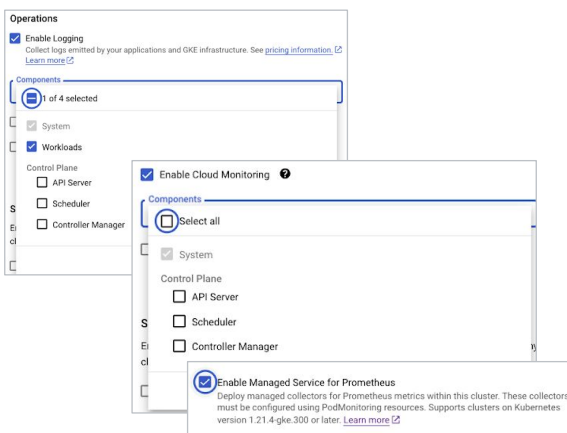 Operations
Enable Logging
Collect logs emitted by your applications and GKE infrastructure. See pricing information.
Learn more
Components
1 of 4 selected
System
Workloads
Control Plane
API Server
Scheduler
Controller Manager
S
E
cl
Enable Cloud Monitoring ?
Components
Select all
System
Control Plane
API Server
Scheduler
Controller Manager
S
E
cl
Enable Managed Service for Prometheus
Deploy managed collectors for Prometheus metrics within this cluster. These collectors
must be configured using PodMonitoring resources. Supports clusters on Kubernetes
version 1.21.4-gke.300 or later. Learn more